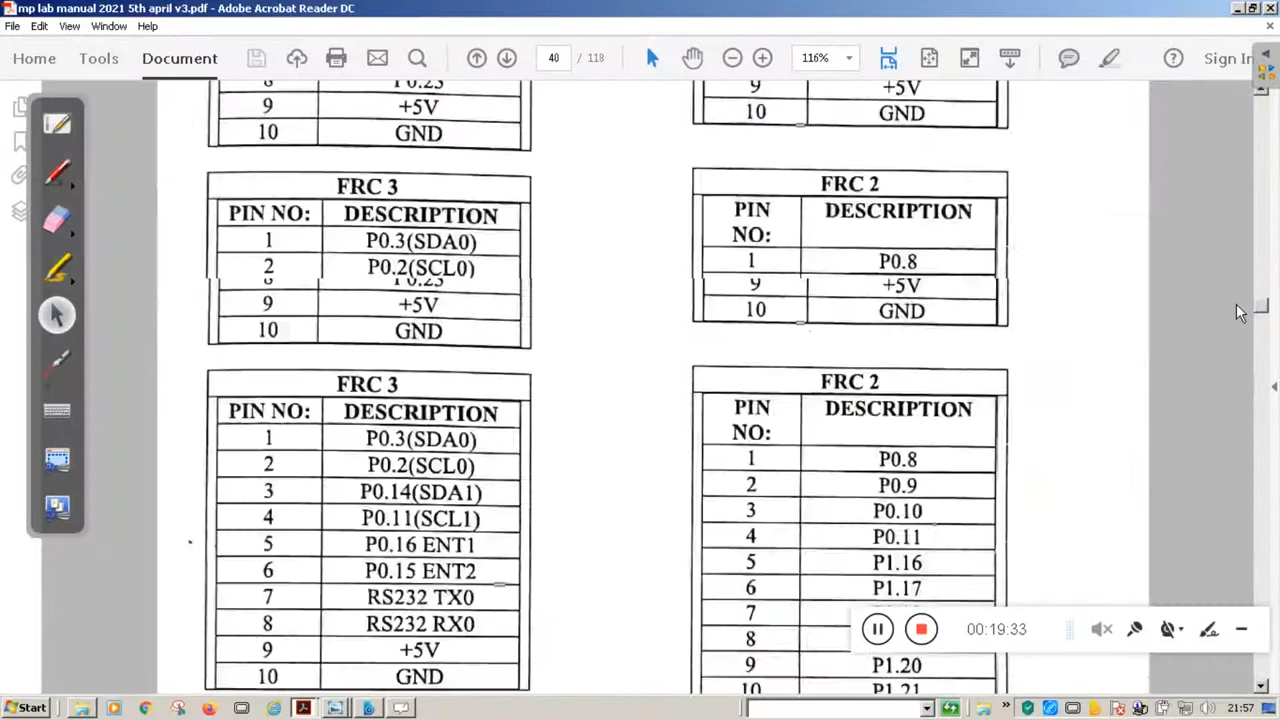 mp lab manual 2021 5th april v3.pdf - Adobe Acrobat Reader DC
File Edit View Window Help
Home Tools Document 40 / 118 116% Sign In
9 +5V
10 GND
9 +5V
10 GND
FRC 3
PIN NO: DESCRIPTION
1 P0.3(SDA0)
2 P0.2(SCL0)
9 +5V
10 GND
FRC 2
PIN NO: DESCRIPTION
1 P0.8
9 +5V
10 GND
FRC 3
PIN NO: DESCRIPTION
1 P0.3(SDA0)
2 P0.2(SCL0)
3 P0.14(SDA1)
4 P0.11(SCL1)
5 P0.16 ENT1
6 P0.15 ENT2
7 RS232 TX0
8 RS232 RX0
9 +5V
10 GND
FRC 2
PIN NO: DESCRIPTION
1 P0.8
2 P0.9
3 P0.10
4 P0.11
5 P1.16
6 P1.17
7
8
9 P1.20
10 P1.21
00:19:33
Start 21:57